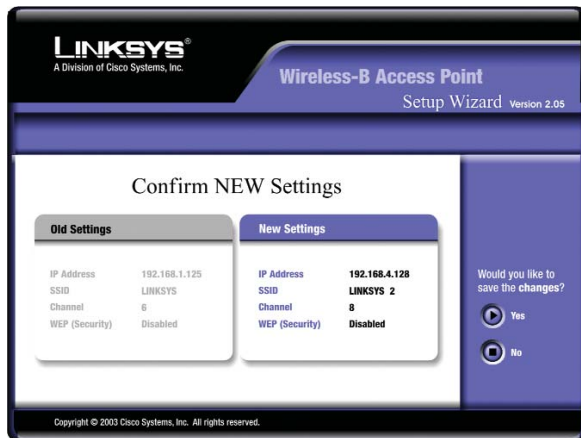 LINKSYS®
A Division of Cisco Systems, Inc.
Wireless-B Access Point
Setup Wizard Version 2.05
Confirm NEW Settings
Old Settings
IP Address 192.168.1.125
SSID LINKSYS
Channel 6
WEP (Security) Disabled
New Settings
IP Address 192.168.4.128
SSID LINKSYS 2
Channel 8
WEP (Security) Disabled
Would you like to
save the changes?
Yes
No
Copyright © 2003 Cisco Systems, Inc. All rights reserved.